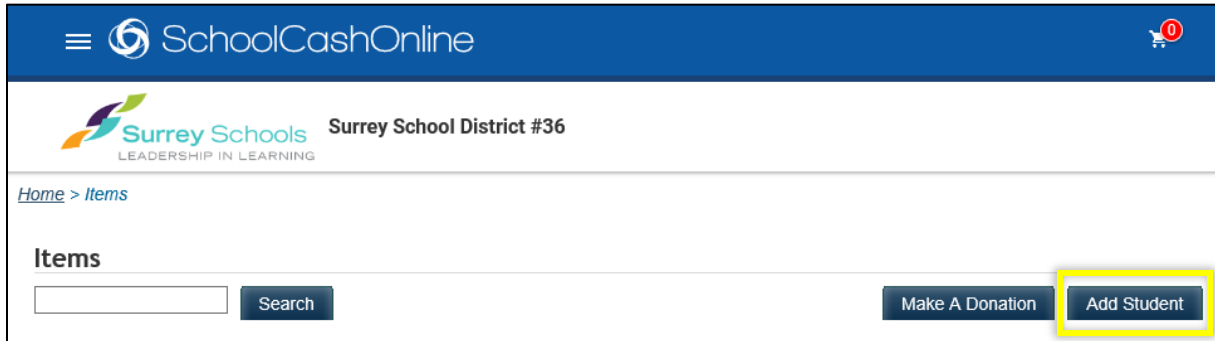 SchoolCashOnline
0
Surrey Schools
LEADERSHIP IN LEARNING
Surrey School District #36
Home > Items
Items
Search
Make A Donation
Add Student